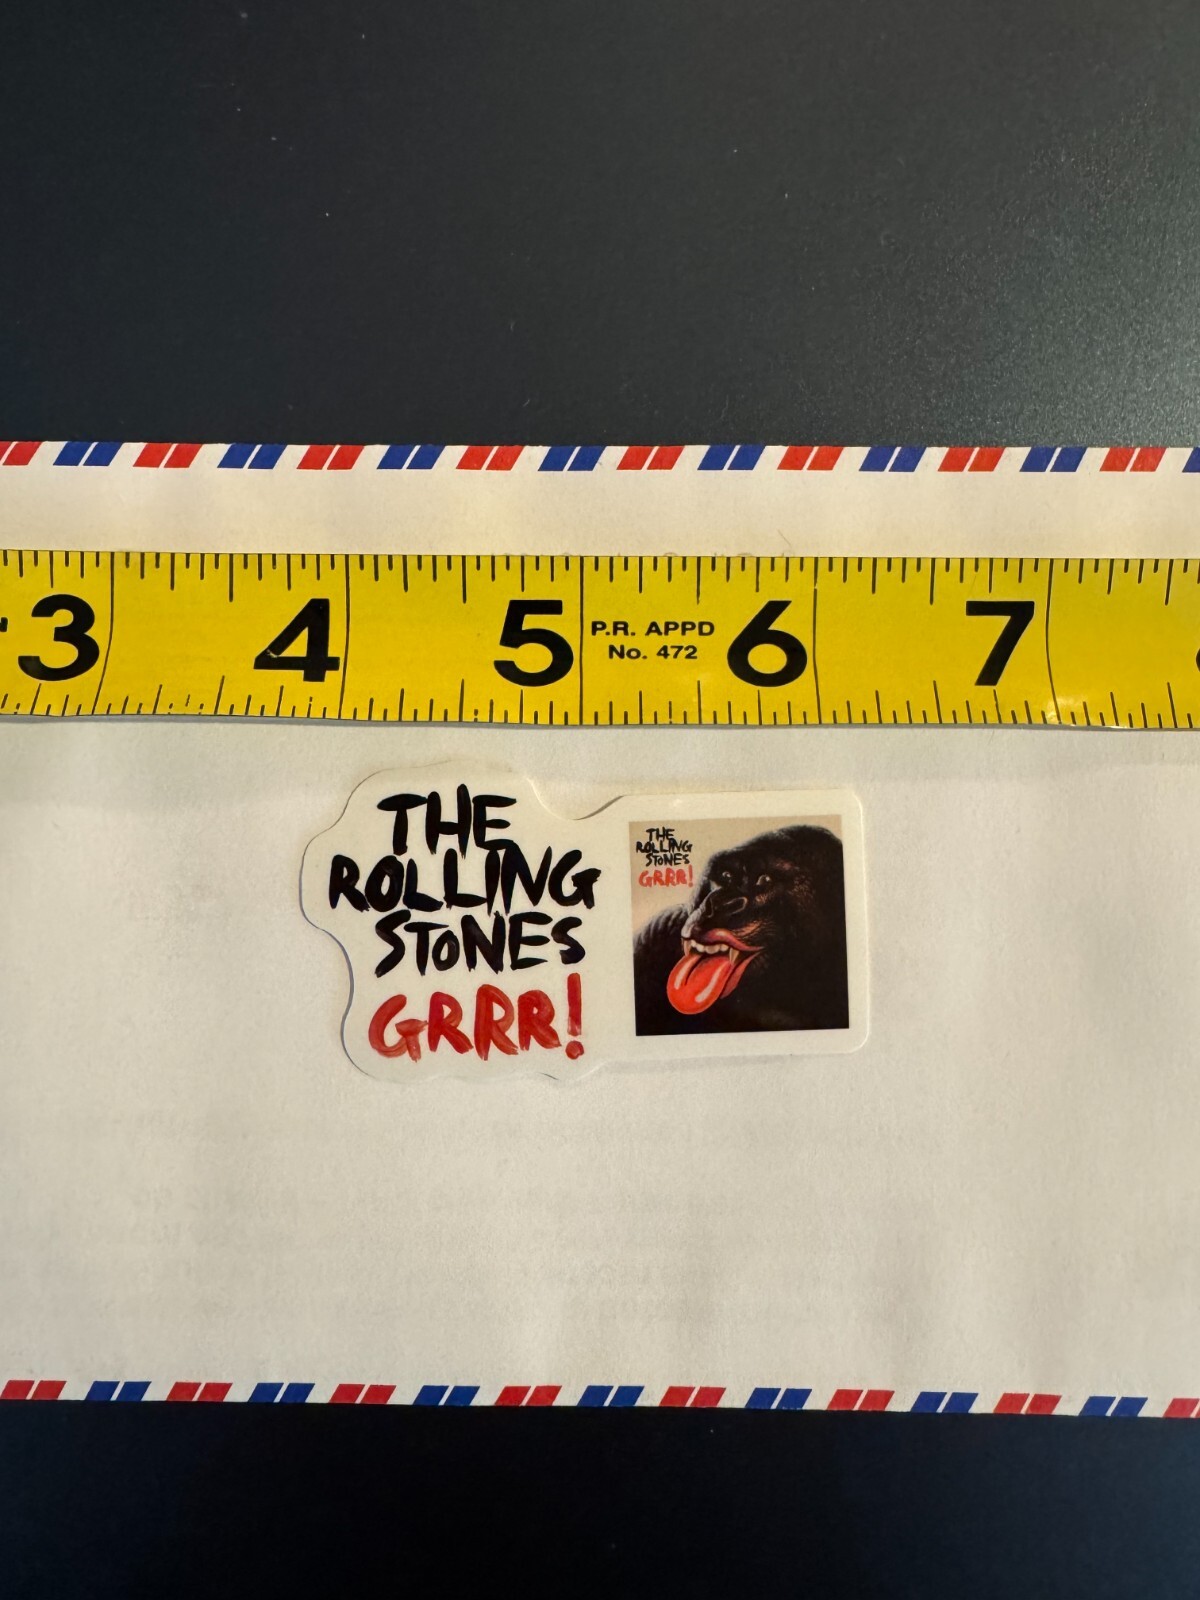 3 4 5 P.R. APPD 6 7
No. 472
THE
ROLLING
STONES
GRRR!
THE
ROLLING
STONES
GRRR!